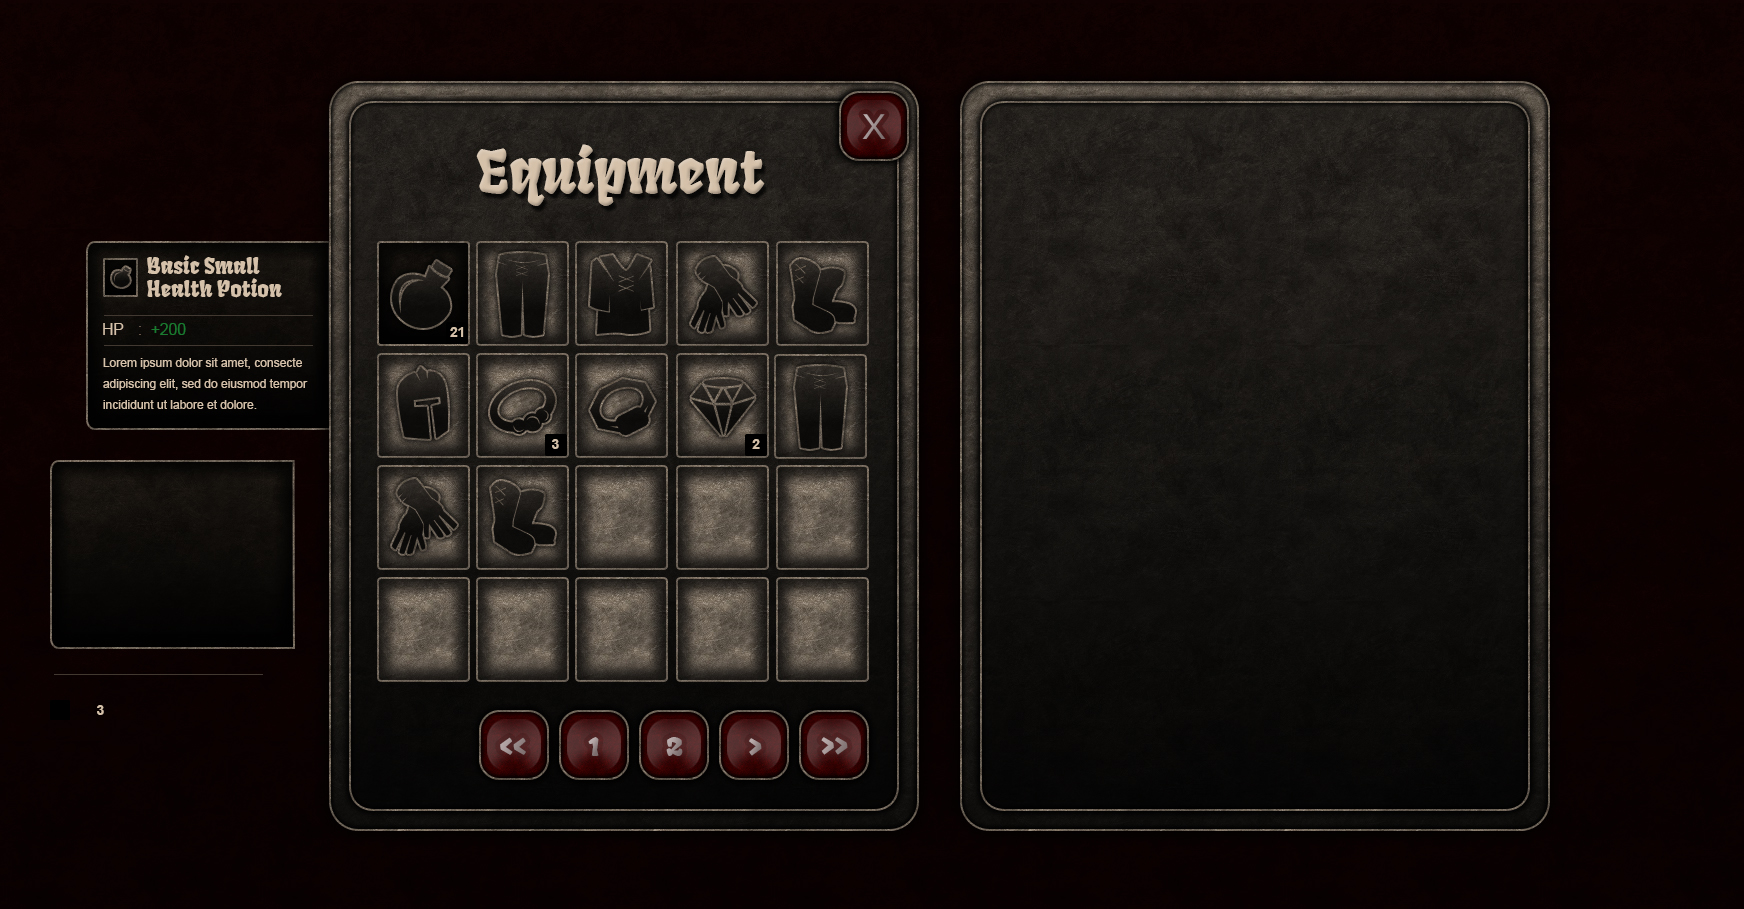 X
Equipment
Basic Small
Health Potion
HP : +200
Lorem ipsum dolor sit amet, consecte
adipiscing elit, sed do eiusmod tempor
incididunt ut labore et dolore.
21
3
2
3
<< 1 2 > >>